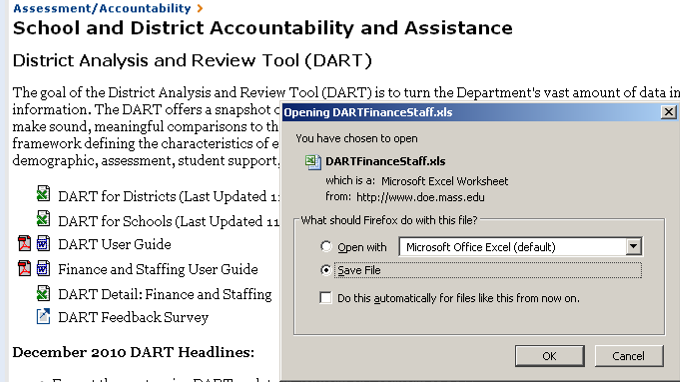 Assessment/Accountability >
School and District Accountability and Assistance
District Analysis and Review Tool (DART)
The goal of the District Analysis and Review Tool (DART) is to turn the Department's vast amount of data in
information. The DART offers a snapshot
make sound, meaningful comparisons to
framework defining the characteristics of
demographic, assessment, student support,
DART for Districts (Last Updated
DART for Schools (Last Updated 11
DART User Guide
Finance and Staffing User Guide
DART Detail: Finance and Staffing
DART Feedback Survey
December 2010 DART Headlines:
Opening DARTFinanceStaff.xls
You have chosen to open
DARTFinanceStaff.xls
which is a: Microsoft Excel Worksheet
from: http://www.doe.mass.edu
What should Firefox do with this file?
Open with
Microsoft Office Excel (default)
Save File
Do this automatically for files like this from now on.
OK
Cancel